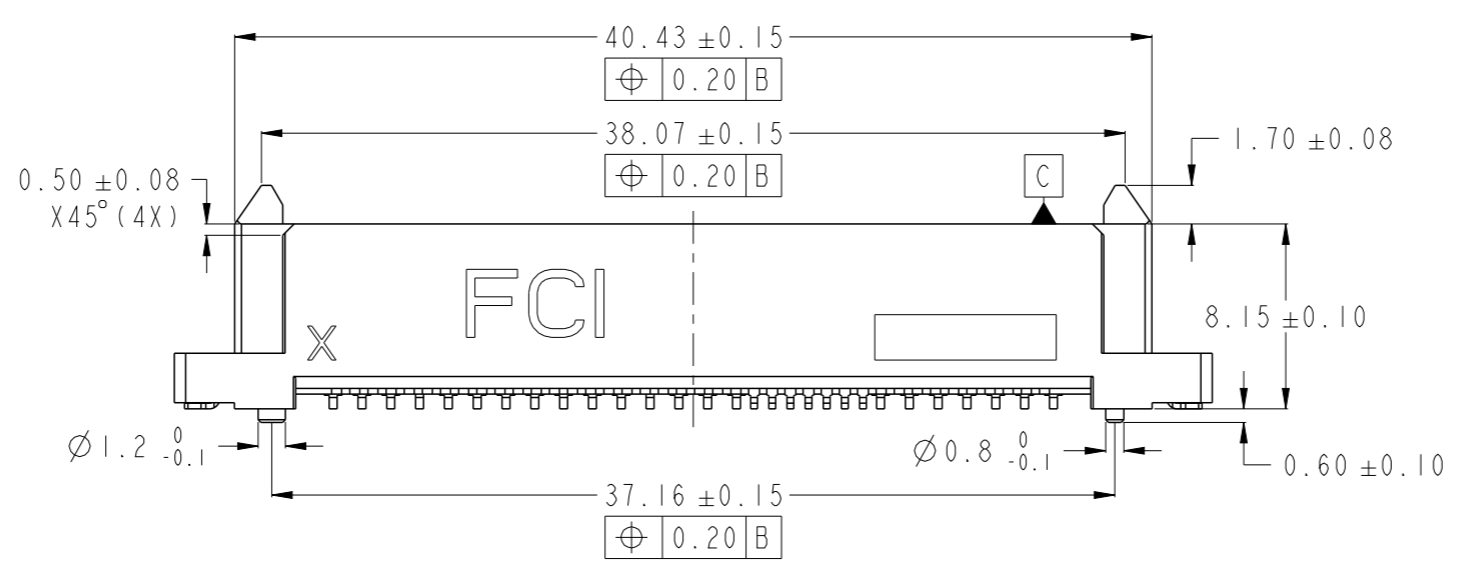 40.43 ±0.15
⌖ 0.20 B
38.07 ±0.15
⌖ 0.20 B
C
1.70 ±0.08
0.50 ±0.08
X45° (4X)
FCI
X
8.15 ±0.10
Ø1.2 0 -0.1
Ø0.8 0 -0.1
0.60 ±0.10
37.16 ±0.15
⌖ 0.20 B